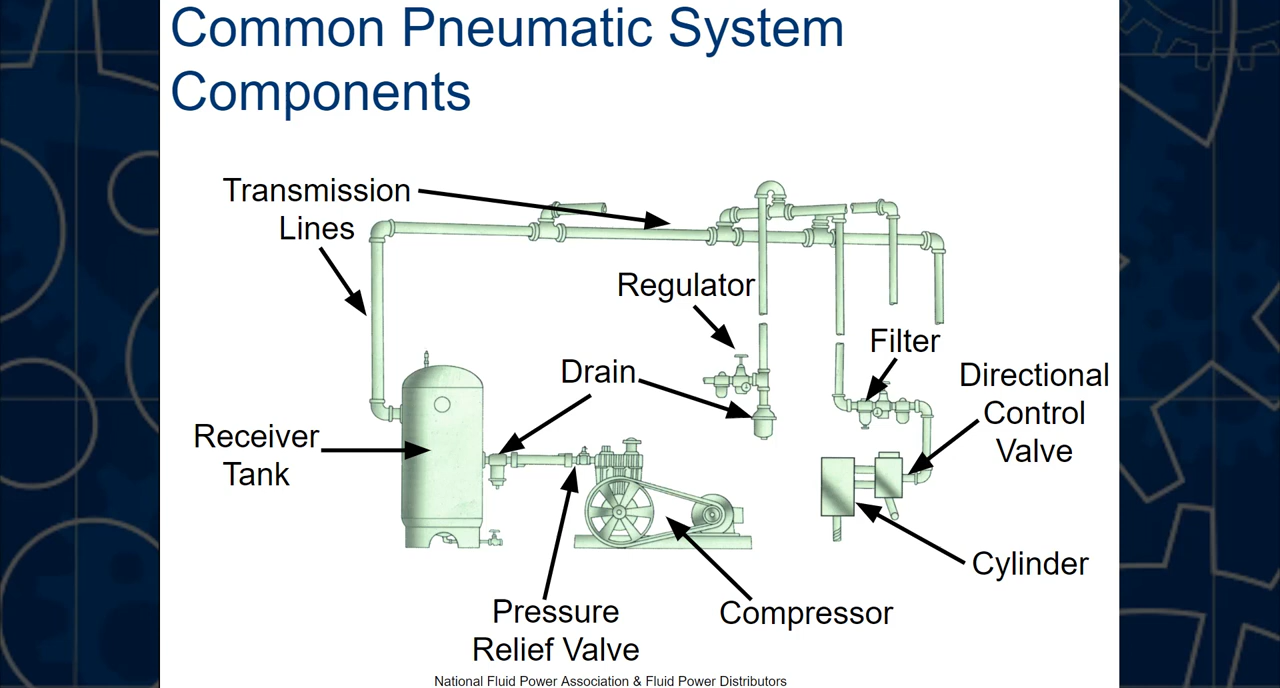 Common Pneumatic System
Components
Transmission
Lines
Regulator
Filter
Drain
Directional
Control
Valve
Receiver
Tank
Cylinder
Pressure
Relief Valve
Compressor
National Fluid Power Association & Fluid Power Distributors